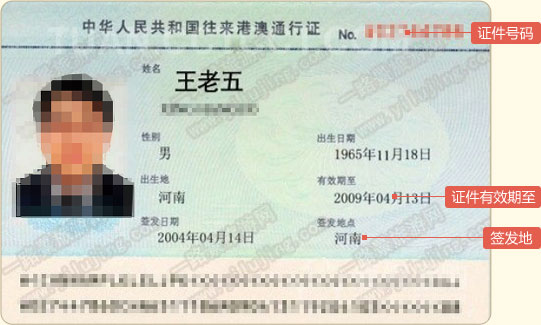 中华人民共和国往来港澳通行证
No.
证件号码
姓名
王老五
性别
男
出生日期
1965年11月18日
出生地
河南
有效期至
2009年04月13日
证件有效期至
签发日期
2004年04月14日
签发地点
河南
签发地